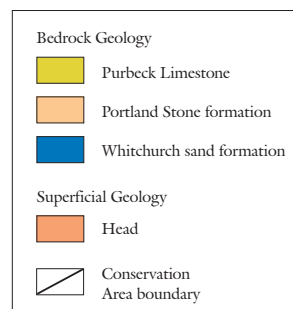 Bedrock Geology
Purbeck Limestone
Portland Stone formation
Whitchurch sand formation
Superficial Geology
Head
Conservation
Area boundary